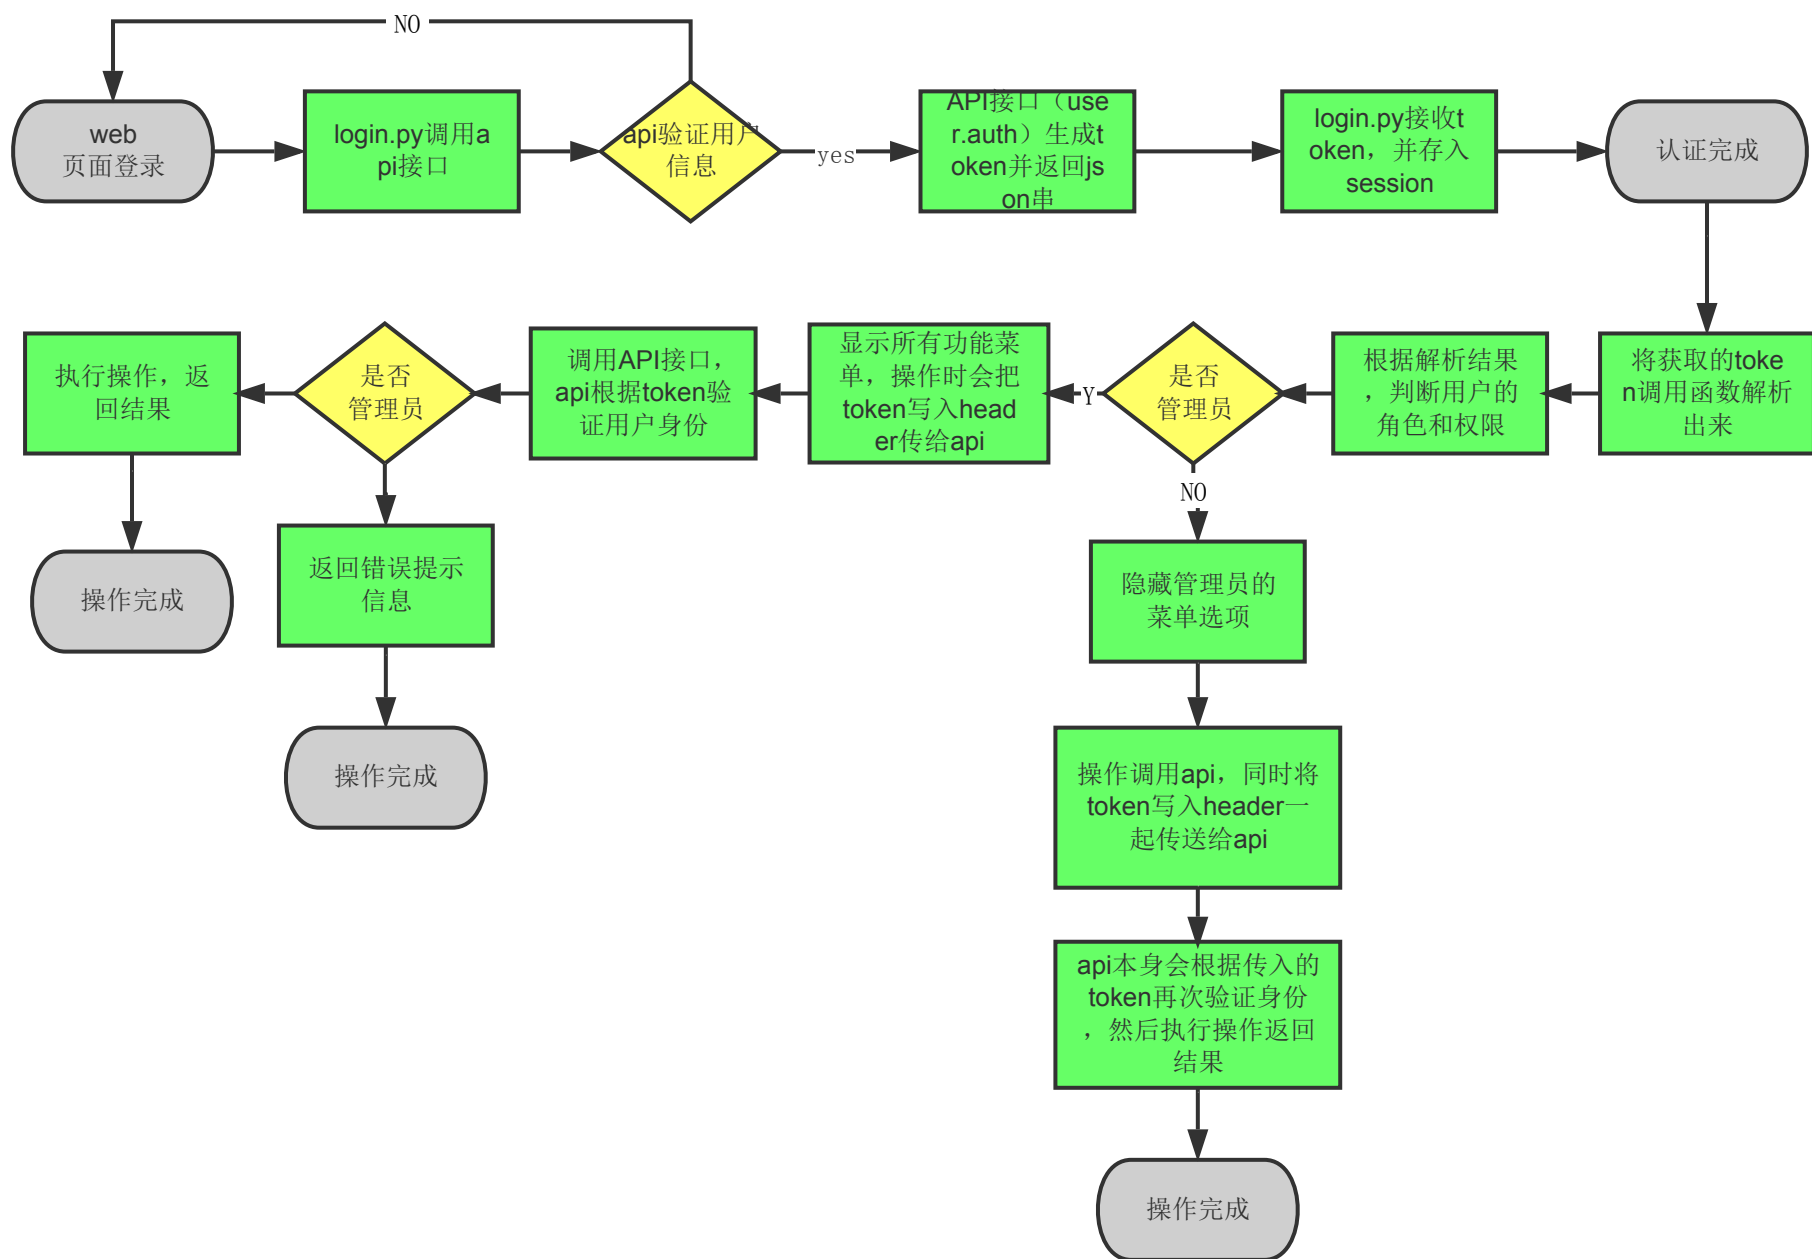 NO
web
页面登录
login.py调用a
pi接口
api验证用户
信息
yes
API接口（use
r.auth）生成t
oken并返回js
on串
login.py接收t
oken，并存入
session
认证完成
执行操作，返
回结果
是否
管理员
调用API接口，
api根据token验
证用户身份
显示所有功能菜
单，操作时会把
token写入head
er传给api
Y
是否
管理员
根据解析结果
，判断用户的
角色和权限
将获取的toke
n调用函数解析
出来
NO
操作完成
返回错误提示
信息
隐藏管理员的
菜单选项
操作完成
操作调用api，同时将
token写入header一
起传送给api
api本身会根据传入的
token再次验证身份
，然后执行操作返回
结果
操作完成